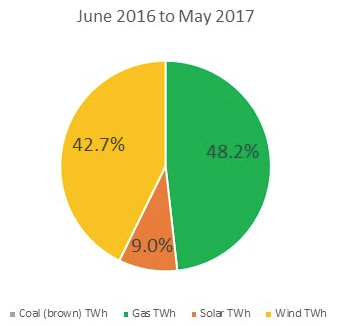 June 2016 to May 2017
42.7%
48.2%
9.0%
Coal (brown) TWh Gas TWh Solar TWh Wind TWh